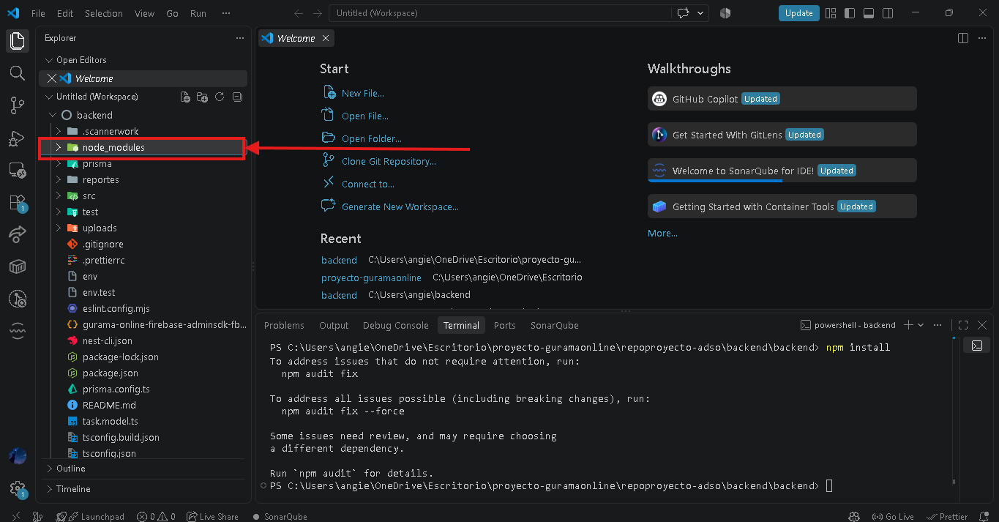 File Edit Selection View Go Run ···
Untitled (Workspace)
Update
Explorer
Open Editors
Welcome
Untitled (Workspace)
backend
.scannerwork
node_modules
prisma
reportes
src
test
uploads
.gitignore
.prettierrc
env
env.test
eslint.config.mjs
gurama-online-firebase-adminsdk-fb...
nest-cli.json
package-lock.json
package.json
prisma.config.ts
README.md
task.model.ts
tsconfig.build.json
tsconfig.json
Outline
Timeline
1
1
Welcome
Start
New File...
Open File...
Open Folder...
Clone Git Repository...
Connect to...
Generate New Workspace...
Recent
backend C:\Users\angie\OneDrive\Escritorio\proyecto-gu...
proyecto-guramaonline C:\Users\angie\OneDrive\Escritorio
backend C:\Users\angie\backend
Walkthroughs
GitHub Copilot Updated
Get Started With GitLens Updated
Welcome to SonarQube for IDE! Updated
Getting Started with Container Tools Updated
More...
Problems Output Debug Console Terminal Ports SonarQube
powershell - backend
PS C:\Users\angie\OneDrive\Escritorio\proyecto-guramaonline\repoproyecto-adso\backend\backend> npm install
To address issues that do not require attention, run:
npm audit fix
To address all issues possible (including breaking changes), run:
npm audit fix --force
Some issues need review, and may require choosing
a different dependency.
Run `npm audit` for details.
PS C:\Users\angie\OneDrive\Escritorio\proyecto-guramaonline\repoproyecto-adso\backend\backend>
Launchpad 0 0 Live Share SonarQube
Go Live Prettier